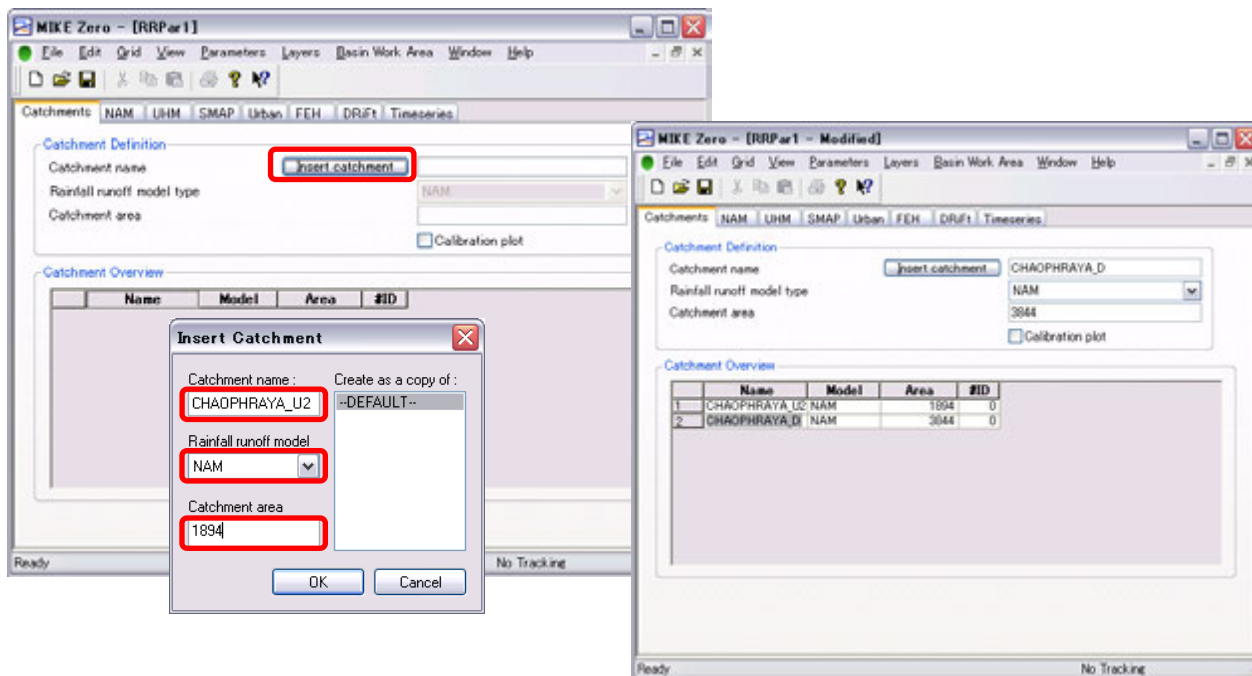 MIKE Zero - [RRPar1]
File Edit Grid View Parameters Layers Basin Work Area Window Help
Catchments NAM UHM SMAP Urban FEH DRiFt Timeseries
Catchment Definition
Catchment name Insert catchment
Rainfall runoff model type NAM
Catchment area
Calibration plot
Catchment Overview
Name Model Area #ID
Insert Catchment
Catchment name : Create as a copy of :
CHAOPHRAYA_U2 --DEFAULT--
Rainfall runoff model
NAM
Catchment area
1894
OK Cancel
Ready No Tracking
MIKE Zero - [RRPar1 - Modified]
File Edit Grid View Parameters Layers Basin Work Area Window Help
Catchments NAM UHM SMAP Urban FEH DRiFt Timeseries
Catchment Definition
Catchment name Insert catchment CHAOPHRAYA_D
Rainfall runoff model type NAM
Catchment area 3844
Calibration plot
Catchment Overview
Name Model Area #ID
1 CHAOPHRAYA_U2 NAM 1894 0
2 CHAOPHRAYA_D NAM 3844 0
Ready No Tracking